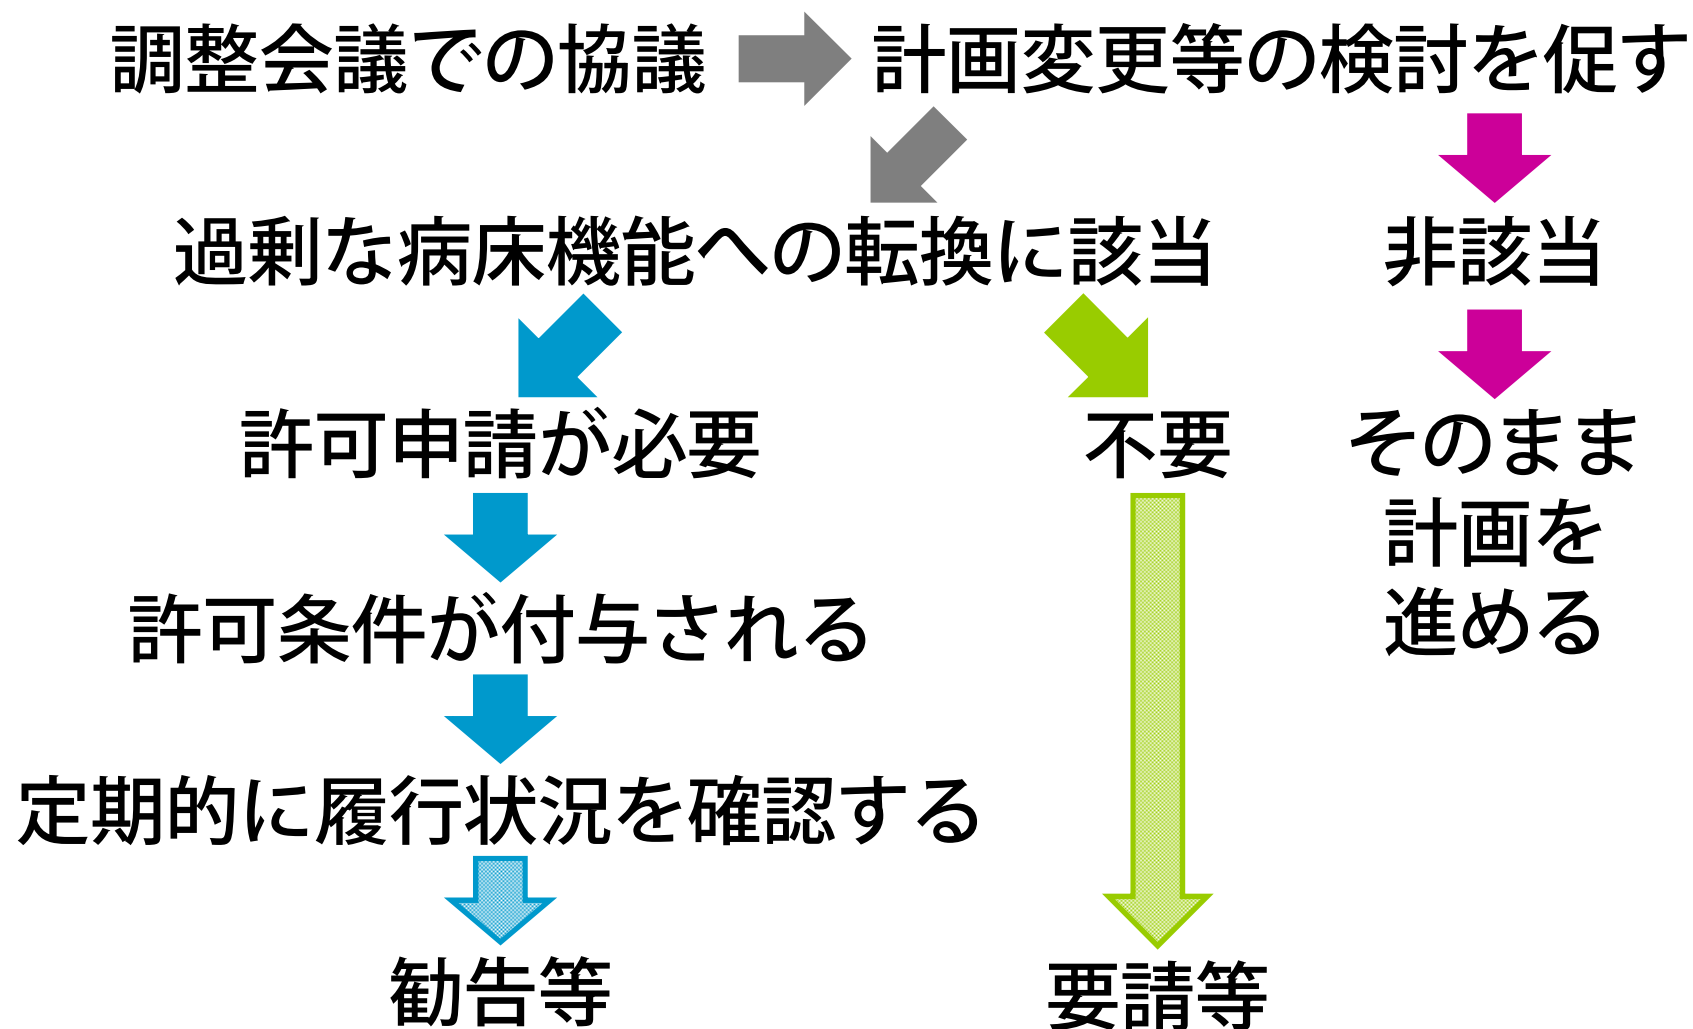 調整会議での協議
計画変更等の検討を促す
過剰な病床機能への転換に該当
非該当
許可申請が必要
不要
そのまま
計画を
進める
許可条件が付与される
定期的に履行状況を確認する
勧告等
要請等